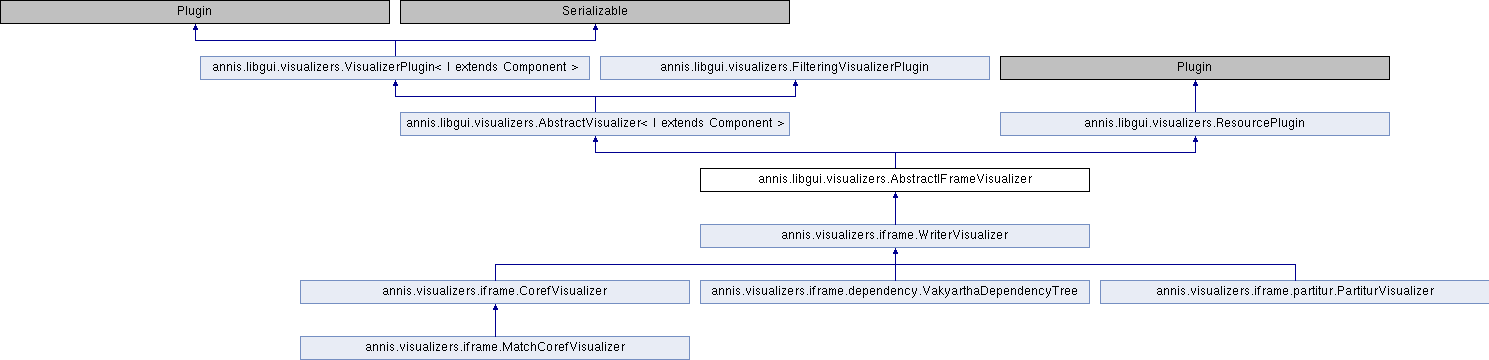 Plugin
Serializable
annis.libgui.visualizers.VisualizerPlugin< I extends Component >
annis.libgui.visualizers.FilteringVisualizerPlugin
Plugin
annis.libgui.visualizers.AbstractVisualizer< I extends Component >
annis.libgui.visualizers.ResourcePlugin
annis.libgui.visualizers.AbstractIFrameVisualizer
annis.visualizers.iframe.WriterVisualizer
annis.visualizers.iframe.CorefVisualizer
annis.visualizers.iframe.dependency.VakyarthaDependencyTree
annis.visualizers.iframe.partitur.PartiturVisualizer
annis.visualizers.iframe.MatchCorefVisualizer